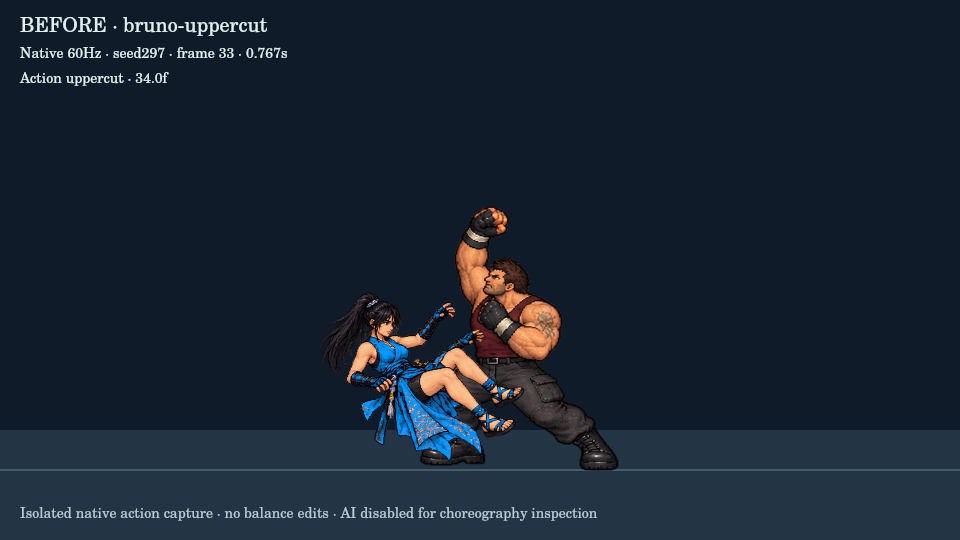 BEFORE · bruno-uppercut
Native 60Hz · seed297 · frame 33 · 0.767s
Action uppercut · 34.0f
Isolated native action capture · no balance edits · AI disabled for choreography inspection